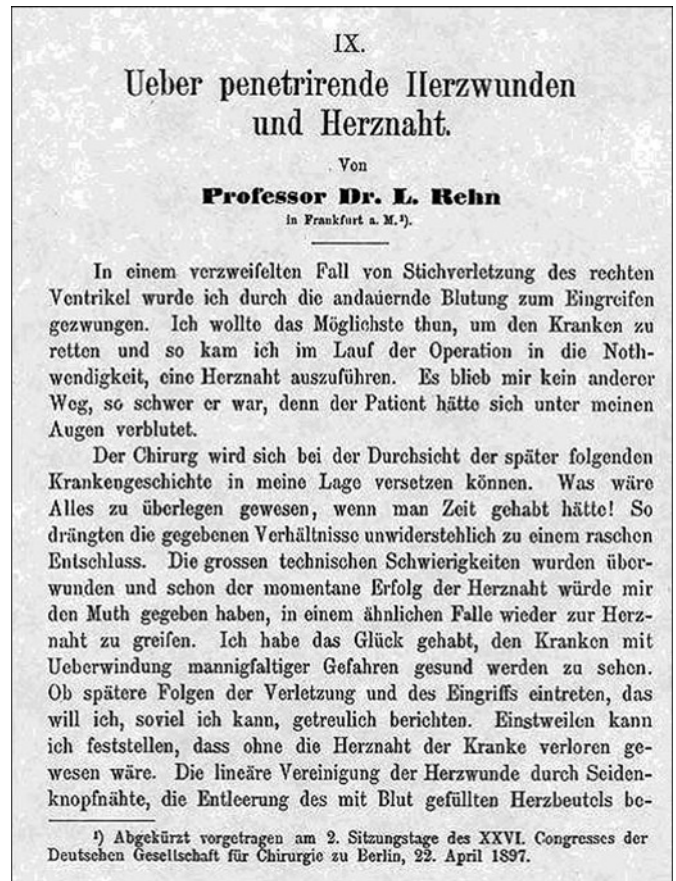 IX.
Ueber penetrirende Herzwunden
und Herznaht.
Von
Professor Dr. L. Rehn
in Frankfurt a. M.¹).
In einem verzweifelten Fall von Stichverletzung des rechten
Ventrikel wurde ich durch die andauernde Blutung zum Eingreifen
gezwungen. Ich wollte das Möglichste thun, um den Kranken zu
retten und so kam ich im Lauf der Operation in die Noth-
wendigkeit, eine Herznaht auszuführen. Es blieb mir kein anderer
Weg, so schwer er war, denn der Patient hätte sich unter meinen
Augen verblutet.
Der Chirurg wird sich bei der Durchsicht der später folgenden
Krankengeschichte in meine Lage versetzen können. Was wäre
Alles zu überlegen gewesen, wenn man Zeit gehabt hätte! So
drängten die gegebenen Verhältnisse unwiderstehlich zu einem raschen
Entschluss. Die grossen technischen Schwierigkeiten wurden über-
wunden und schon der momentane Erfolg der Herznaht würde mir
den Muth gegeben haben, in einem ähnlichen Falle wieder zur Herz-
naht zu greifen. Ich habe das Glück gehabt, den Kranken mit
Ueberwindung mannigfaltiger Gefahren gesund werden zu sehen.
Ob spätere Folgen der Verletzung und des Eingriffs eintreten, das
will ich, soviel ich kann, getreulich berichten. Einstweilen kann
ich feststellen, dass ohne die Herznaht der Kranke verloren ge-
wesen wäre. Die lineäre Vereinigung der Herzwunde durch Seiden-
knopfnähte, die Entleerung des mit Blut gefüllten Herzbeutels be-
¹) Abgekürzt vorgetragen am 2. Sitzungstage des XXVI. Congresses der
Deutschen Gesellschaft für Chirurgie zu Berlin, 22. April 1897.